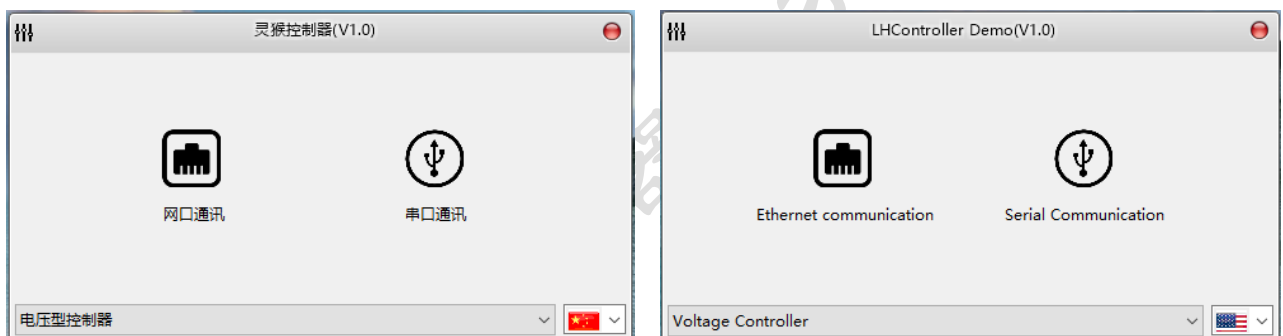 灵猴控制器(V1.0)
网口通讯
串口通讯
电压型控制器
LHController Demo(V1.0)
Ethernet communication
Serial Communication
Voltage Controller